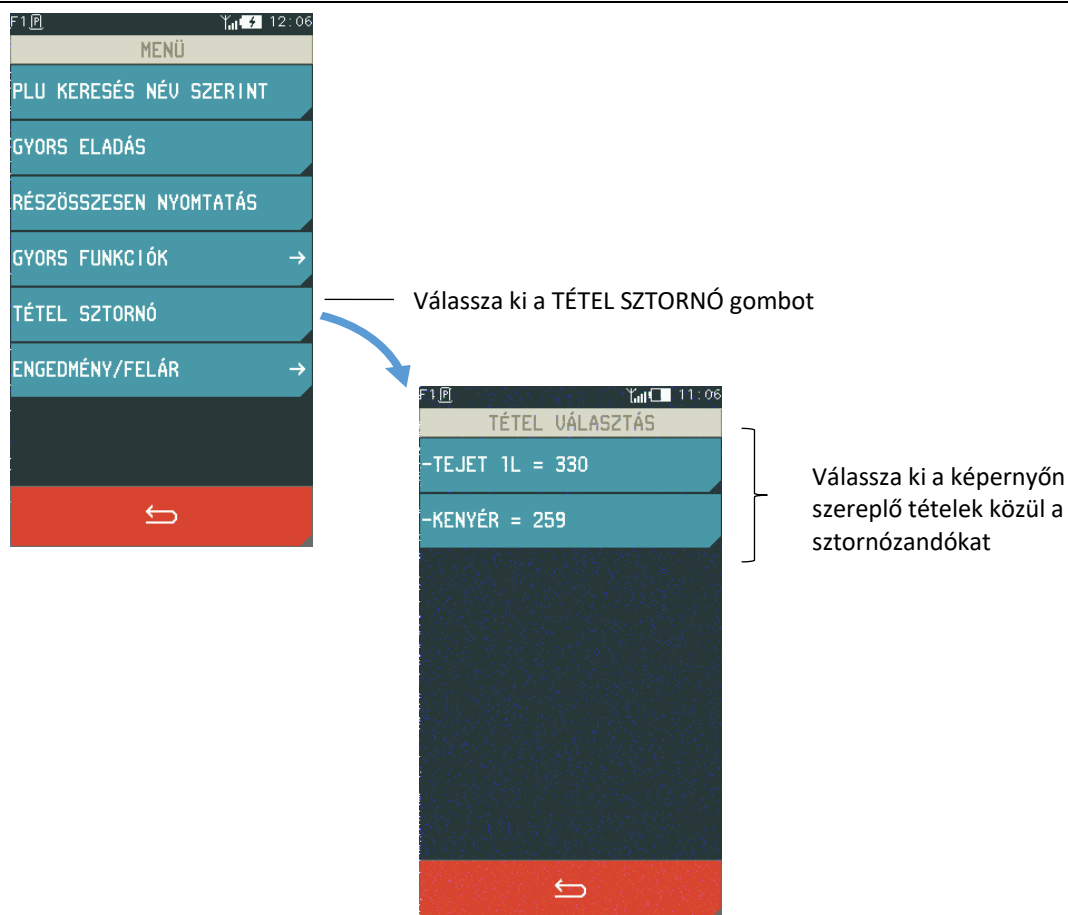 F1 P 12:06
MENÜ
PLU KERESÉS NÉV SZERINT
GYORS ELADÁS
RÉSZÖSSZESEN NYOMTATÁS
GYORS FUNKCIÓK →
TÉTEL SZTORNÓ
ENGEDMÉNY/FELÁR →
Válassza ki a TÉTEL SZTORNÓ gombot
F1 P 11:06
TÉTEL VÁLASZTÁS
-TEJET 1L = 330
-KENYÉR = 259
Válassza ki a képernyőn
szereplő tételek közül a
sztornózandókat